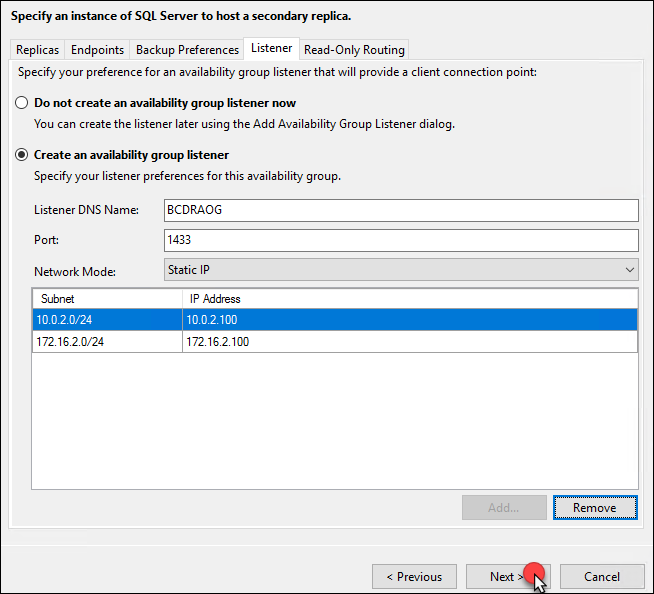 Specify an instance of SQL Server to host a secondary replica.
Replicas Endpoints Backup Preferences Listener Read-Only Routing
Specify your preference for an availability group listener that will provide a client connection point:
Do not create an availability group listener now
You can create the listener later using the Add Availability Group Listener dialog.
Create an availability group listener
Specify your listener preferences for this availability group.
Listener DNS Name: BCDRAOG
Port: 1433
Network Mode: Static IP
Subnet IP Address
10.0.2.0/24 10.0.2.100
172.16.2.0/24 172.16.2.100
Add... Remove
< Previous Next > Cancel